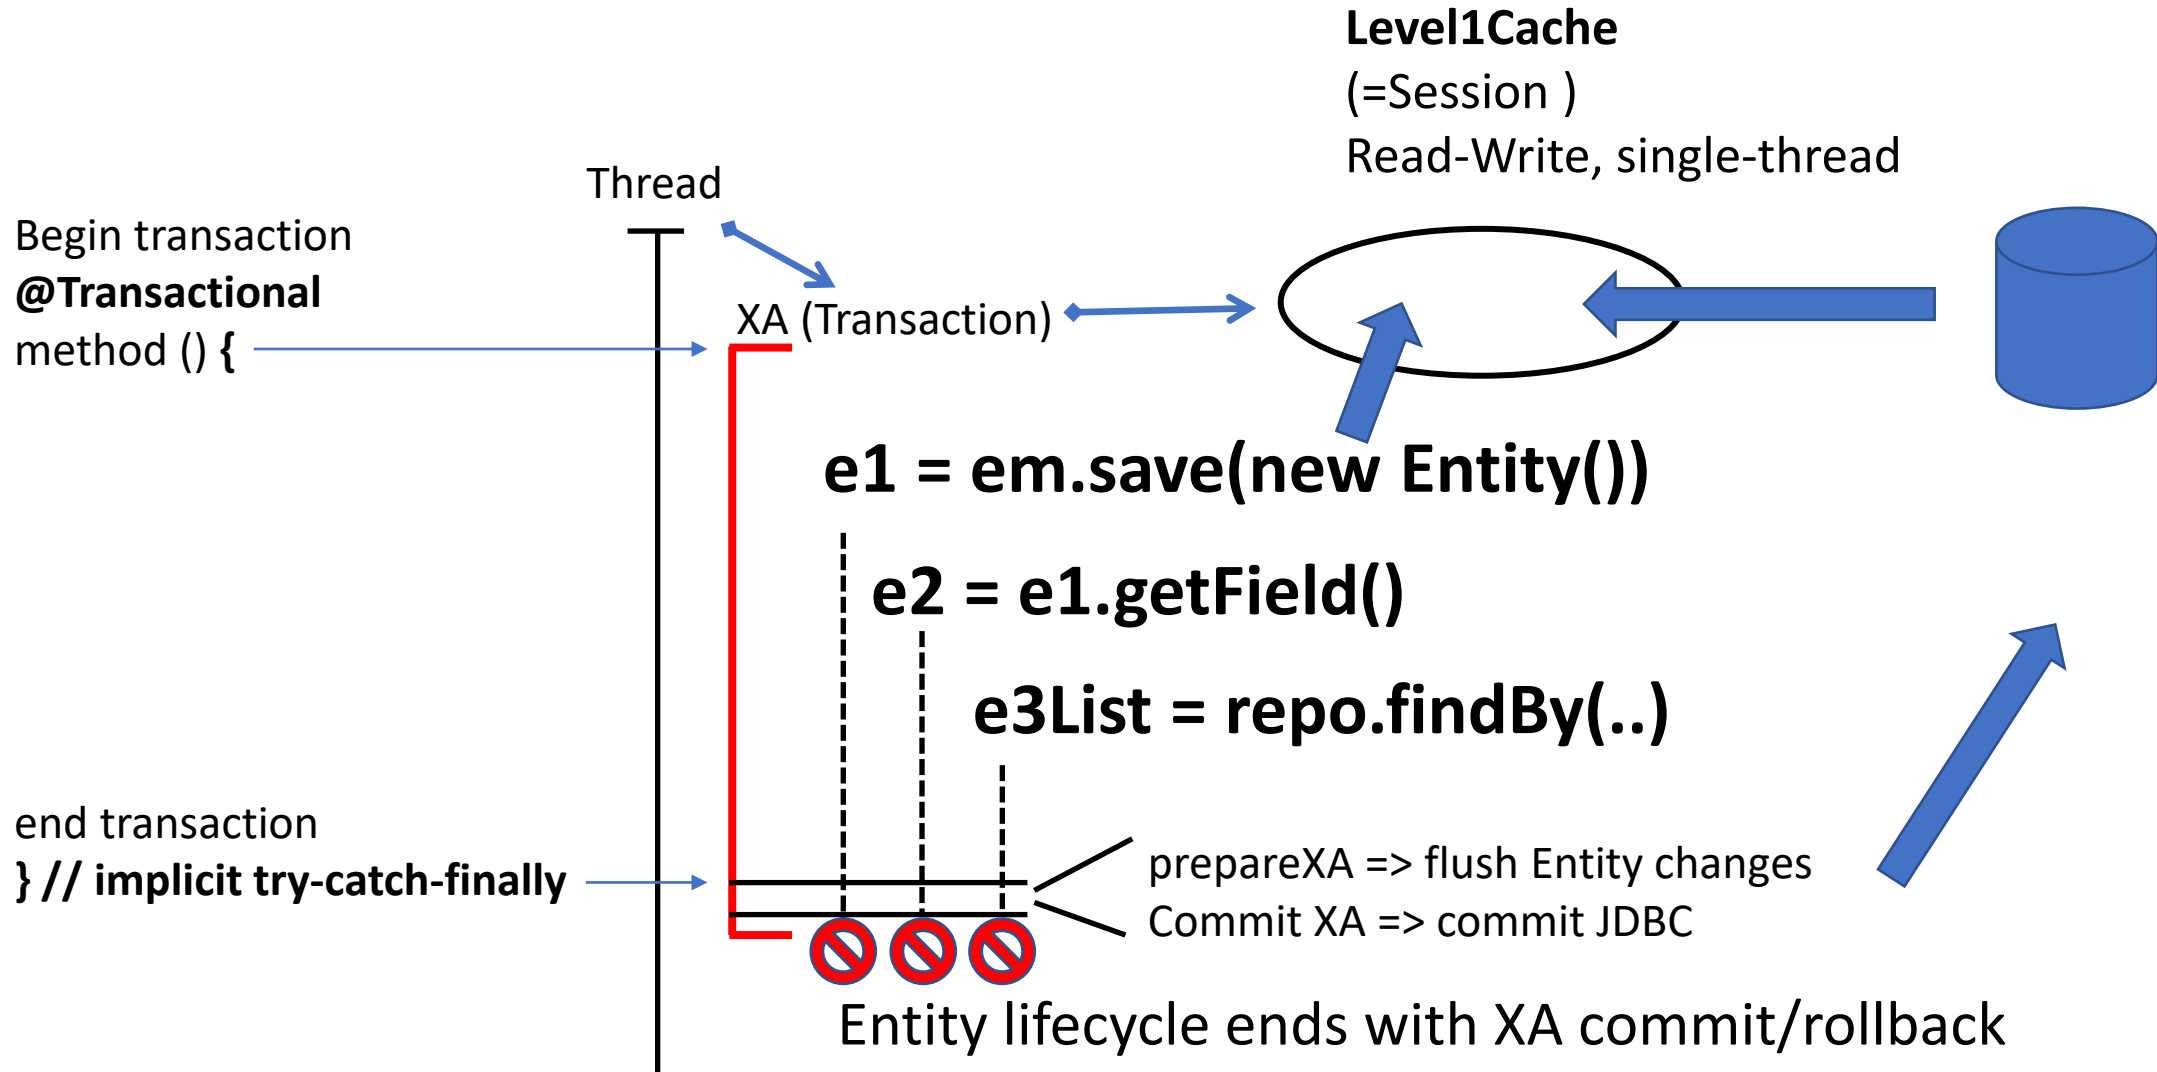 Level1Cache
(=Session )
Read-Write, single-thread
Thread
Begin transaction
@Transactional
method () {
XA (Transaction)
e1 = em.save(new Entity())
e2 = e1.getField()
e3List = repo.findBy(..)
end transaction
} // implicit try-catch-finally
prepareXA => flush Entity changes
Commit XA => commit JDBC
Entity lifecycle ends with XA commit/rollback